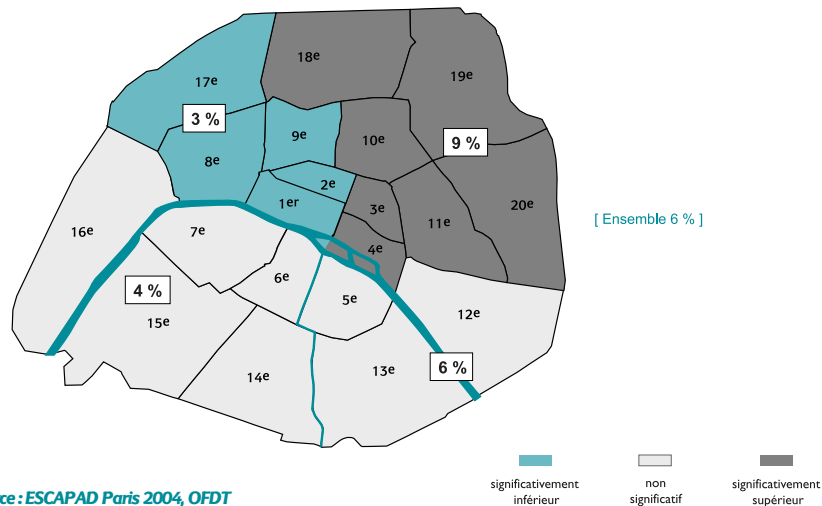 18e
19e
17e
3 %
9e
10e
9 %
8e
2e
1er
3e
20e
11e
[ Ensemble 6 % ]
16e
7e
4e
6e
4 %
5e
15e
12e
14e
13e
6 %
significativement
inférieur
non
significatif
significativement
supérieur
ce : ESCAPAD Paris 2004, OFDT